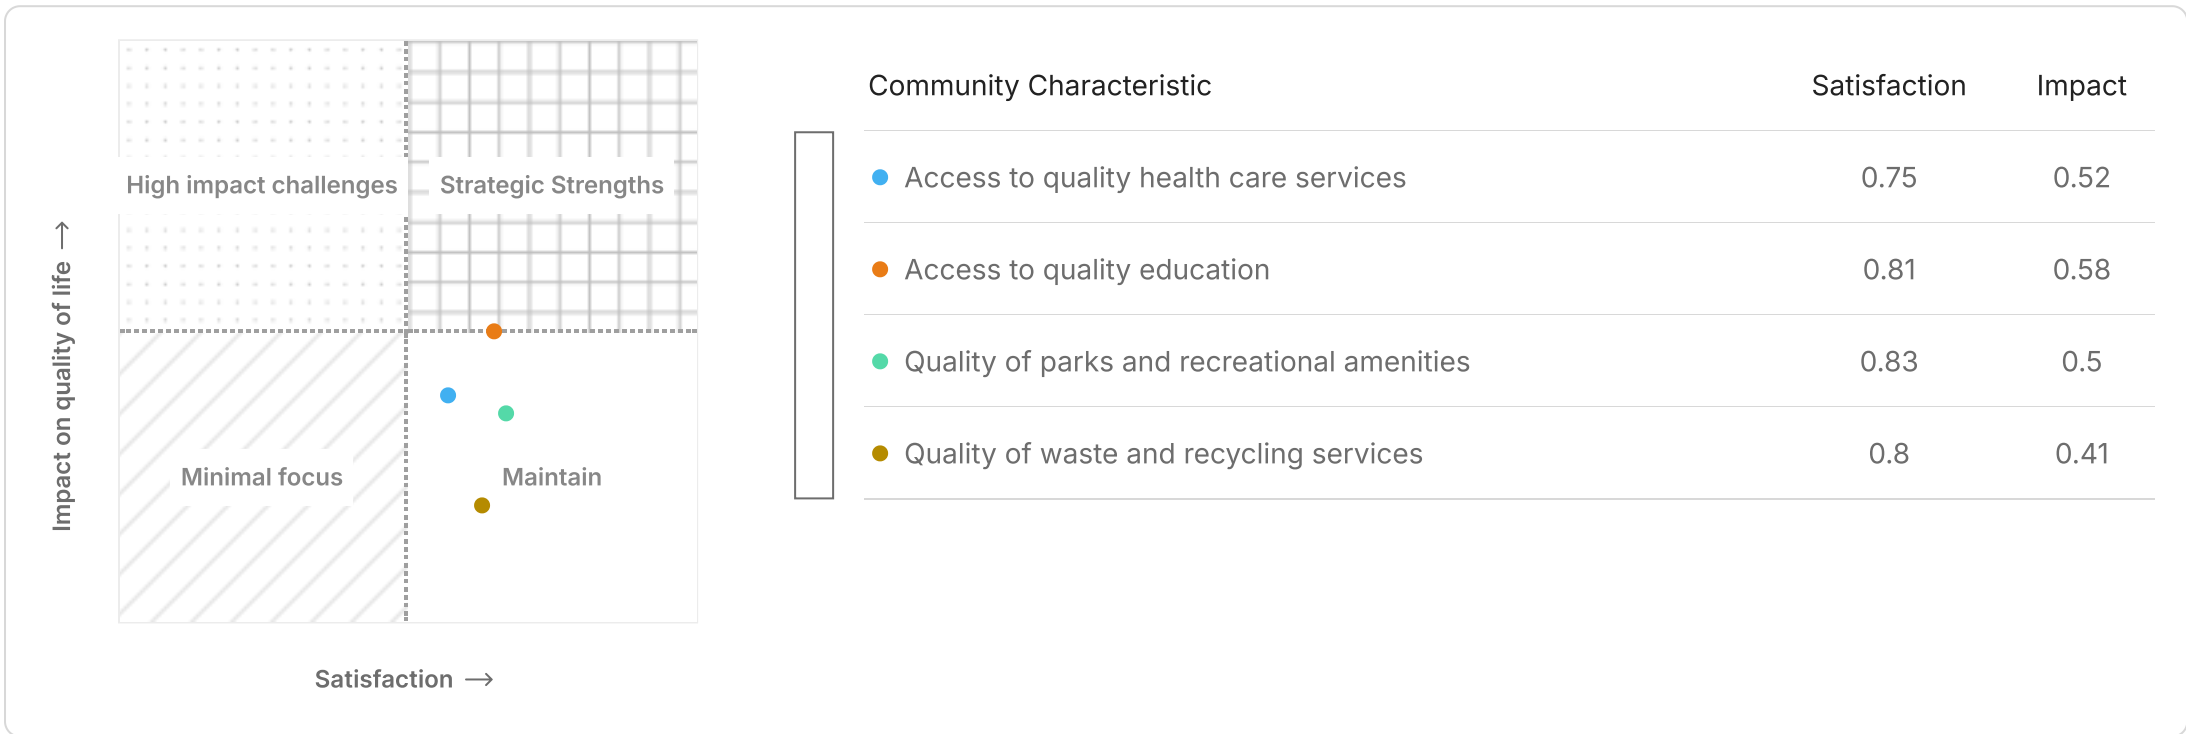 High impact challenges
Strategic Strengths
Minimal focus
Maintain
Impact on quality of life →
Satisfaction →
Community Characteristic Satisfaction Impact
Access to quality health care services 0.75 0.52
Access to quality education 0.81 0.58
Quality of parks and recreational amenities 0.83 0.5
Quality of waste and recycling services 0.8 0.41